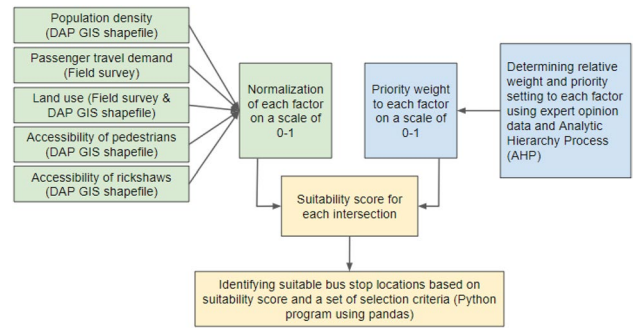 Population density
(DAP GIS shapefile)
Passenger travel demand
(Field survey)
Land use (Field survey &
DAP GIS shapefile)
Accessibility of pedestrians
(DAP GIS shapefile)
Accessibility of rickshaws
(DAP GIS shapefile)
Normalization
of each factor
on a scale of
0-1
Priority weight
to each factor
on a scale of
0-1
Determining relative
weight and priority
setting to each factor
using expert opinion
data and Analytic
Hierarchy Process
(AHP)
Suitability score for
each intersection
Identifying suitable bus stop locations based on
suitability score and a set of selection criteria (Python
program using pandas)